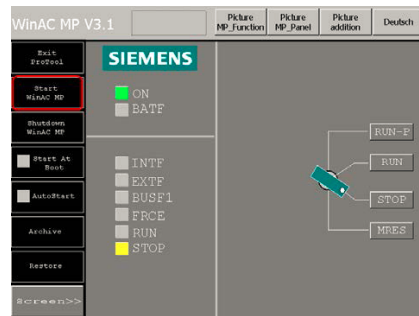 WinAC MP V3.1
Picture
MP_Function
Picture
MP_Panel
Picture
addition
Deutsch
Exit
ProTool
Start
WinAC MP
Shutdown
WinAC MP
Start At
Boot
AutoStart
Archive
Restore
Screen>>
SIEMENS
ON
BATF
INTF
EXTF
BUSF1
FRCE
RUN
STOP
RUN-P
RUN
STOP
MRES